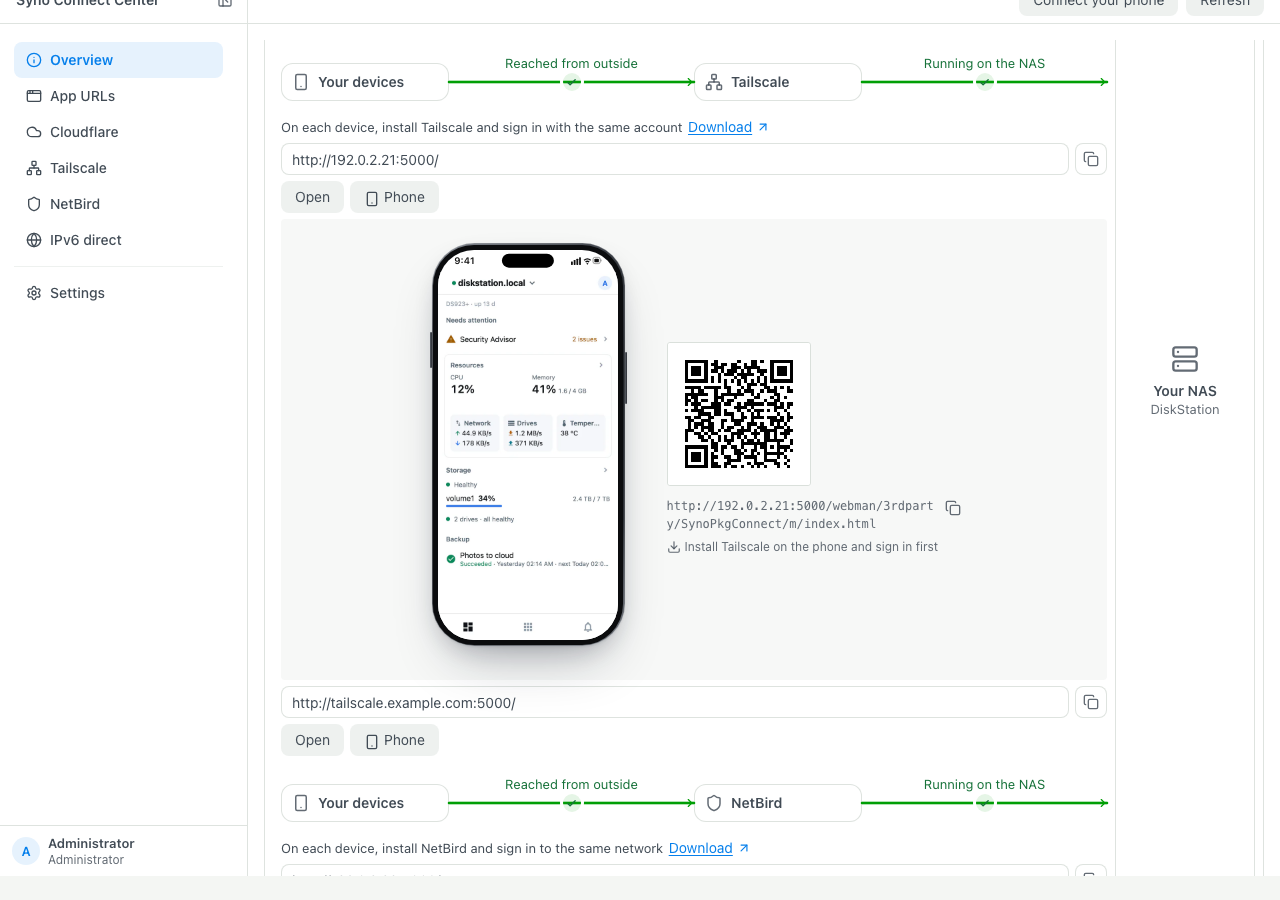 Syno Connect Center
Connect your phone
Refresh
Overview
App URLs
Cloudflare
Tailscale
NetBird
IPv6 direct
Settings
Administrator
Administrator
A
Your devices
Reached from outside
Tailscale
Running on the NAS
On each device, install Tailscale and sign in with the same account Download
http://192.0.2.21:5000/
Open
Phone
9:41
diskstation.local
A
DS923+ · up 13 d
Needs attention
Security Advisor
2 issues
Resources
CPU
Memory
12%
41% 1.6 / 4 GB
Network
Drives
Temper...
44.9 KB/s
1.2 MB/s
38 °C
178 KB/s
371 KB/s
Storage
Healthy
volume1 34%
2.4 TB / 7 TB
2 drives · all healthy
Backup
Photos to cloud
Succeeded · Yesterday 02:14 AM · next Today 02:0...
http://192.0.2.21:5000/webman/3rdpart
y/SynoPkgConnect/m/index.html
Install Tailscale on the phone and sign in first
http://tailscale.example.com:5000/
Open
Phone
Your devices
Reached from outside
NetBird
Running on the NAS
On each device, install NetBird and sign in to the same network Download
Your NAS
DiskStation